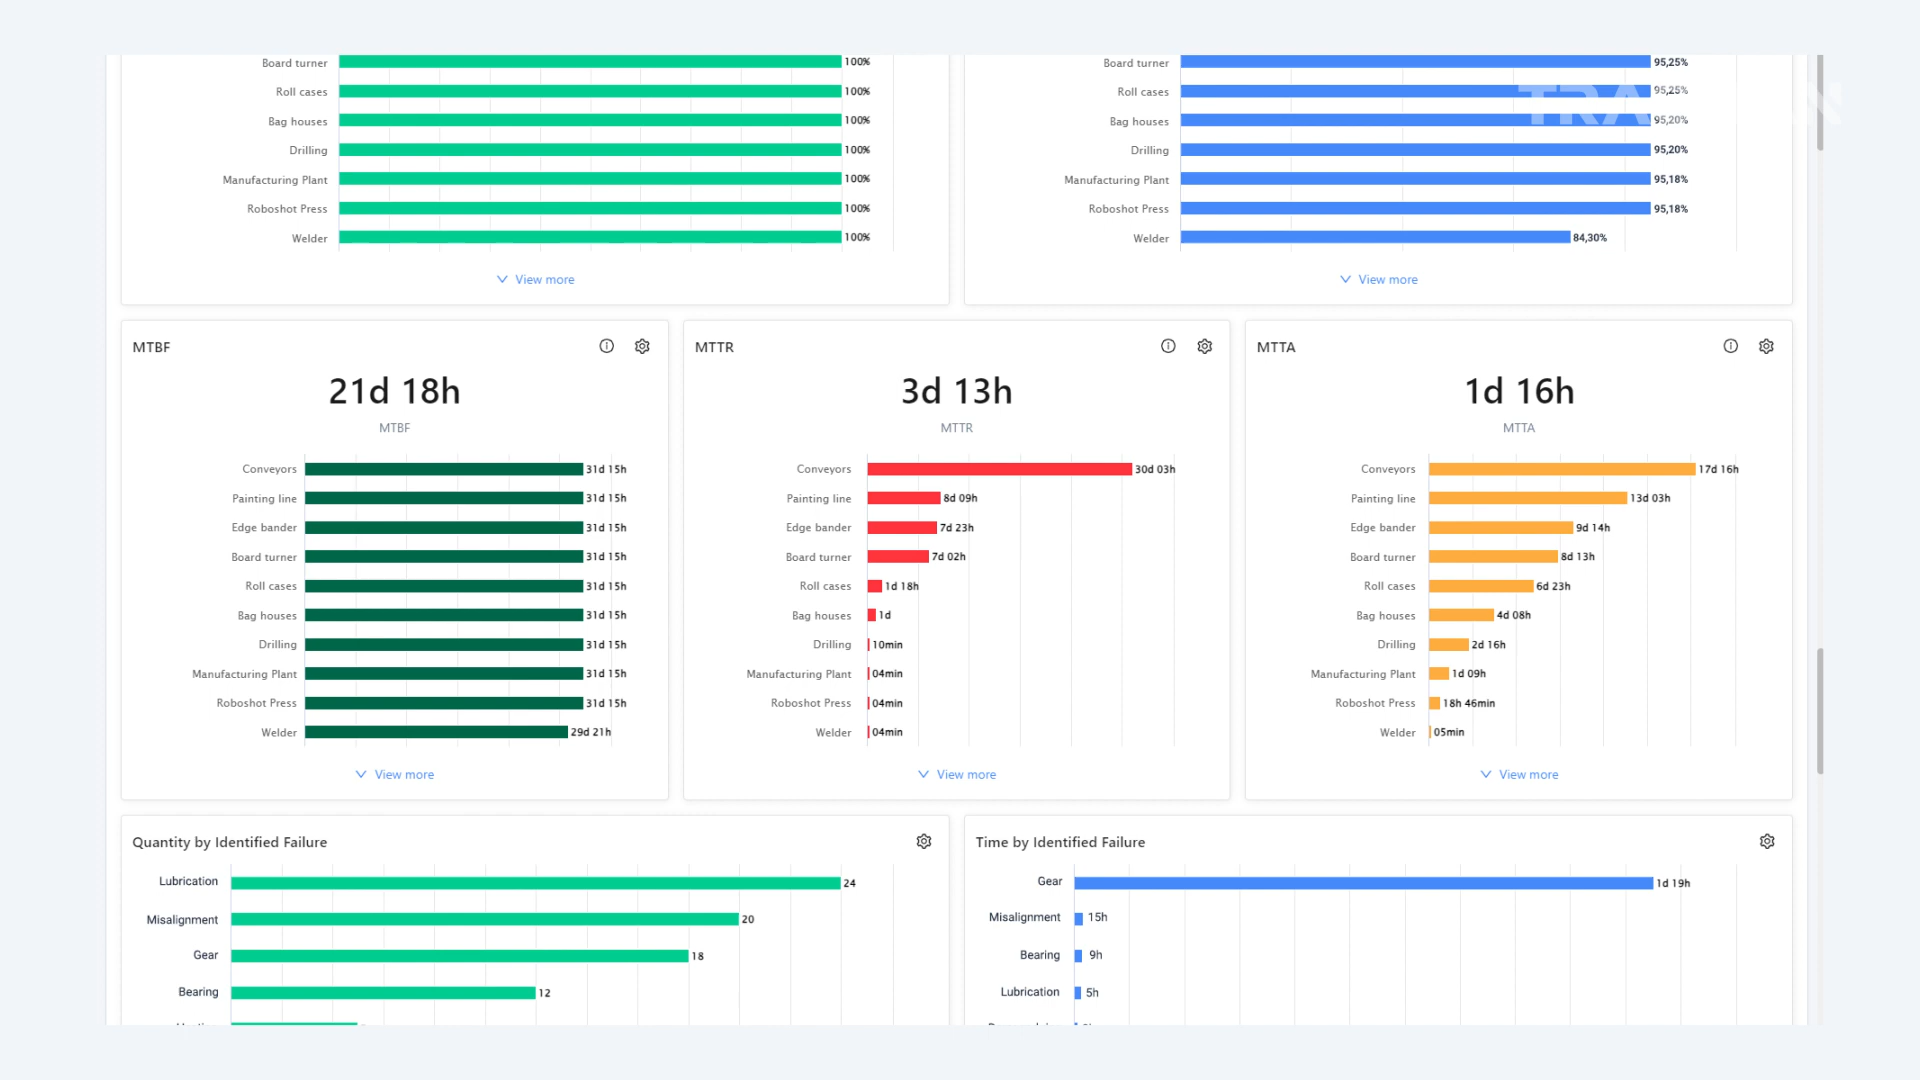 Board turner 100%
Roll cases 100%
Bag houses 100%
Drilling 100%
Manufacturing Plant 100%
Roboshot Press 100%
Welder 100%
View more
Board turner 95,25%
Roll cases 95,25%
Bag houses 95,20%
Drilling 95,20%
Manufacturing Plant 95,18%
Roboshot Press 95,18%
Welder 84,30%
View more
MTBF
21d 18h
MTBF
Conveyors 31d 15h
Painting line 31d 15h
Edge bander 31d 15h
Board turner 31d 15h
Roll cases 31d 15h
Bag houses 31d 15h
Drilling 31d 15h
Manufacturing Plant 31d 15h
Roboshot Press 31d 15h
Welder 29d 21h
View more
MTTR
3d 13h
MTTR
Conveyors 30d 03h
Painting line 8d 09h
Edge bander 7d 23h
Board turner 7d 02h
Roll cases 1d 18h
Bag houses 1d
Drilling 10min
Manufacturing Plant 04min
Roboshot Press 04min
Welder 04min
View more
MTTA
1d 16h
MTTA
Conveyors 17d 16h
Painting line 13d 03h
Edge bander 9d 14h
Board turner 8d 13h
Roll cases 6d 23h
Bag houses 4d 08h
Drilling 2d 16h
Manufacturing Plant 1d 09h
Roboshot Press 18h 46min
Welder 05min
View more
Quantity by Identified Failure
Lubrication 24
Misalignment 20
Gear 18
Bearing 12
Time by Identified Failure
Gear 1d 19h
Misalignment 15h
Bearing 9h
Lubrication 5h